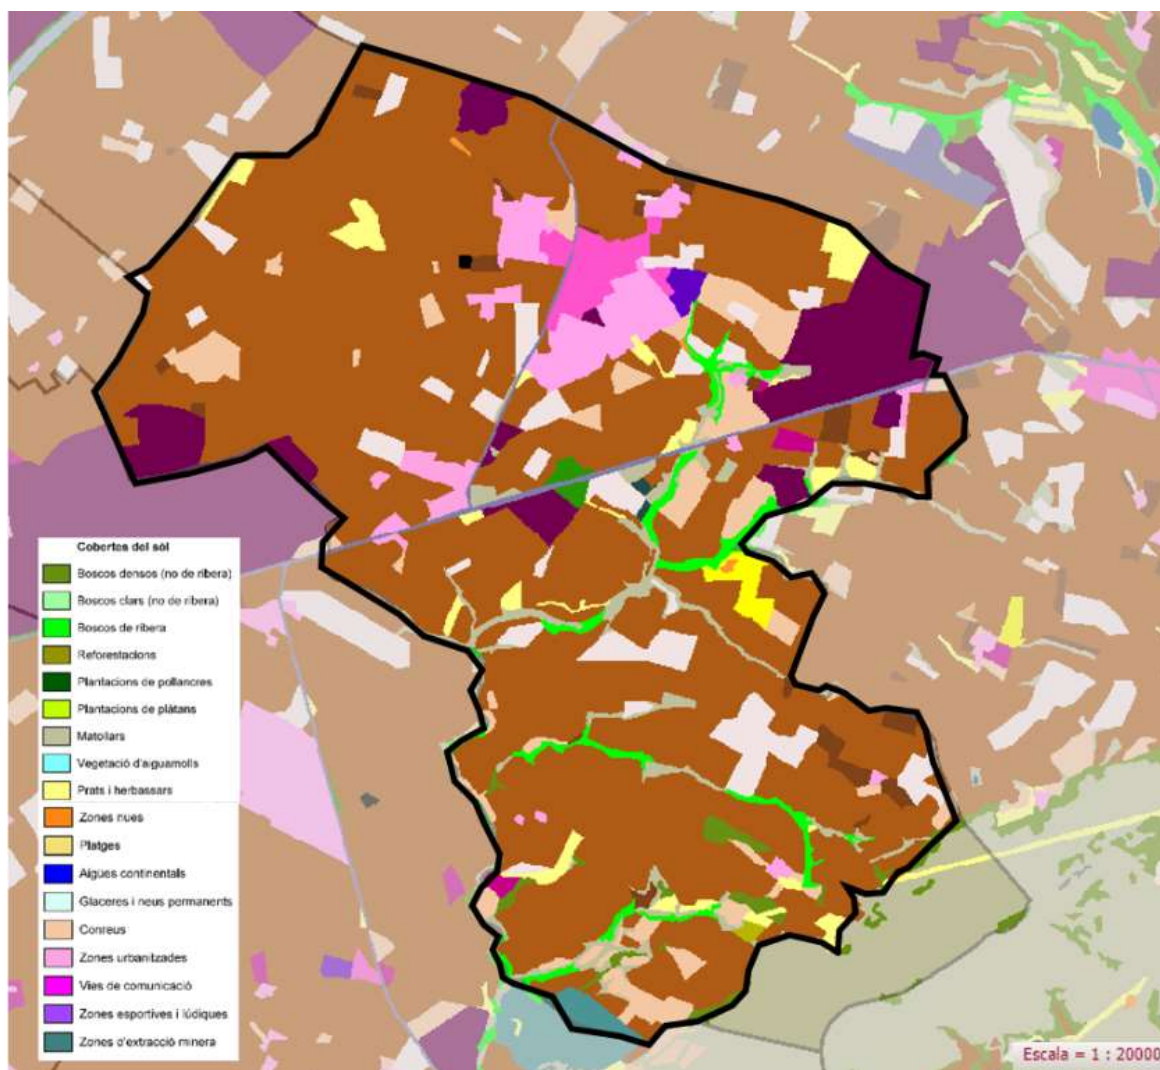 Cobertes del sòl
Boscos densos (no de ribera)
Boscos clars (no de ribera)
Boscos de ribera
Reforestacions
Plantacions de pollancres
Plantacions de plàtans
Matollars
Vegetació d'aiguamolls
Prats i herbassars
Zones nues
Platges
Aigües continentals
Glaceres i neus permanents
Conreus
Zones urbanitzades
Vies de comunicació
Zones esportives i lúdiques
Zones d'extracció minera
Escala = 1 : 20000